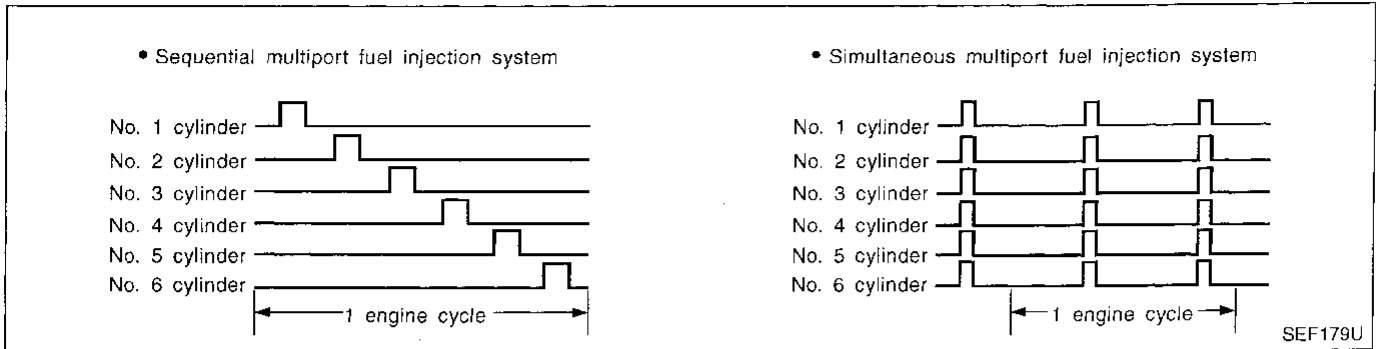 • Sequential multiport fuel injection system
No. 1 cylinder
No. 2 cylinder
No. 3 cylinder
No. 4 cylinder
No. 5 cylinder
No. 6 cylinder
1 engine cycle
• Simultaneous multiport fuel injection system
No. 1 cylinder
No. 2 cylinder
No. 3 cylinder
No. 4 cylinder
No. 5 cylinder
No. 6 cylinder
1 engine cycle
SEF179U